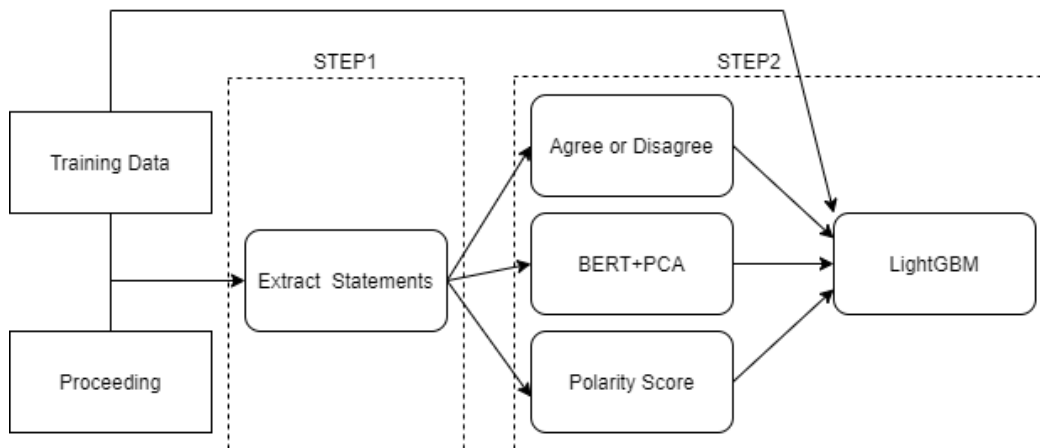 STEP1
STEP2
Training Data
Agree or Disagree
Extract Statements
BERT+PCA
LightGBM
Proceeding
Polarity Score